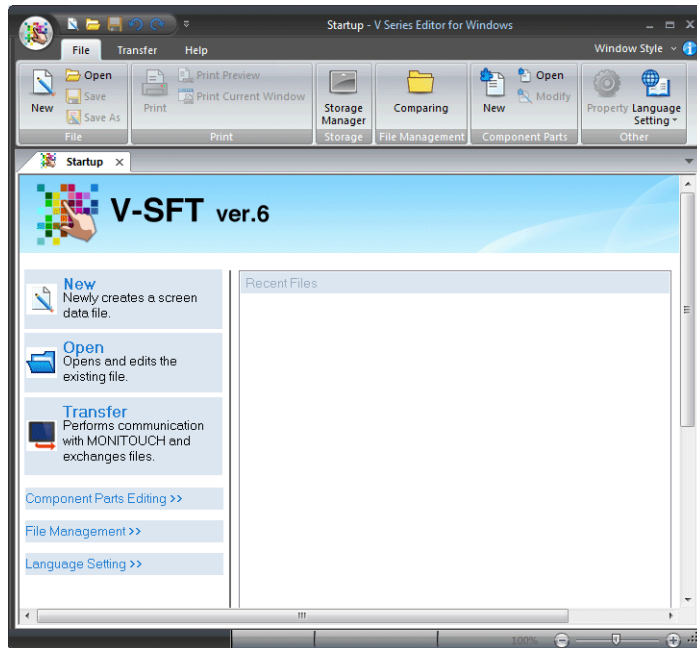 Startup - V Series Editor for Windows
File Transfer Help Window Style
New
Open
Save
Save As
File
Print
Print Preview
Print Current Window
Print
Storage Manager
Storage
Comparing
File Management
New
Open
Modify
Component Parts
Property
Language Setting
Other
Startup
V-SFT ver.6
New
Newly creates a screen
data file.
Open
Opens and edits the
existing file.
Transfer
Performs communication
with MONITOUCH and
exchanges files.
Component Parts Editing >>
File Management >>
Language Setting >>
Recent Files
100%